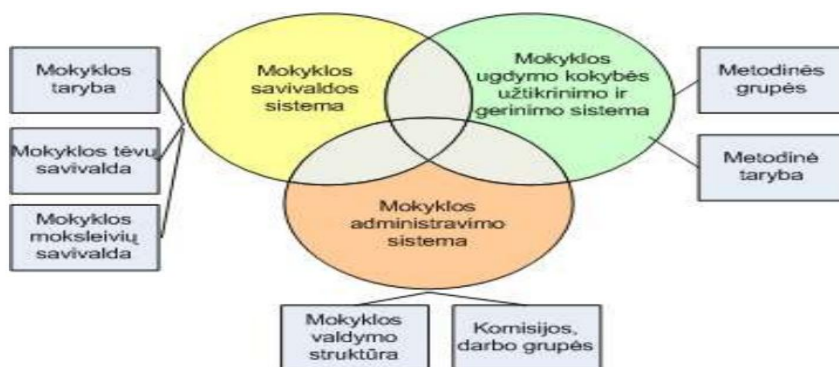 Mokyklos
taryba
Mokyklos tėvų
savivalda
Mokyklos
moksleivių
savivalda
Mokyklos
savivaldos
sistema
Mokyklos
ugdymo kokybės
užtikrinimo ir
gerinimo sistema
Metodinės
grupės
Metodinė
taryba
Mokyklos
administravimo
sistema
Mokyklos
valdymo
struktūra
Komisijos,
darbo grupės